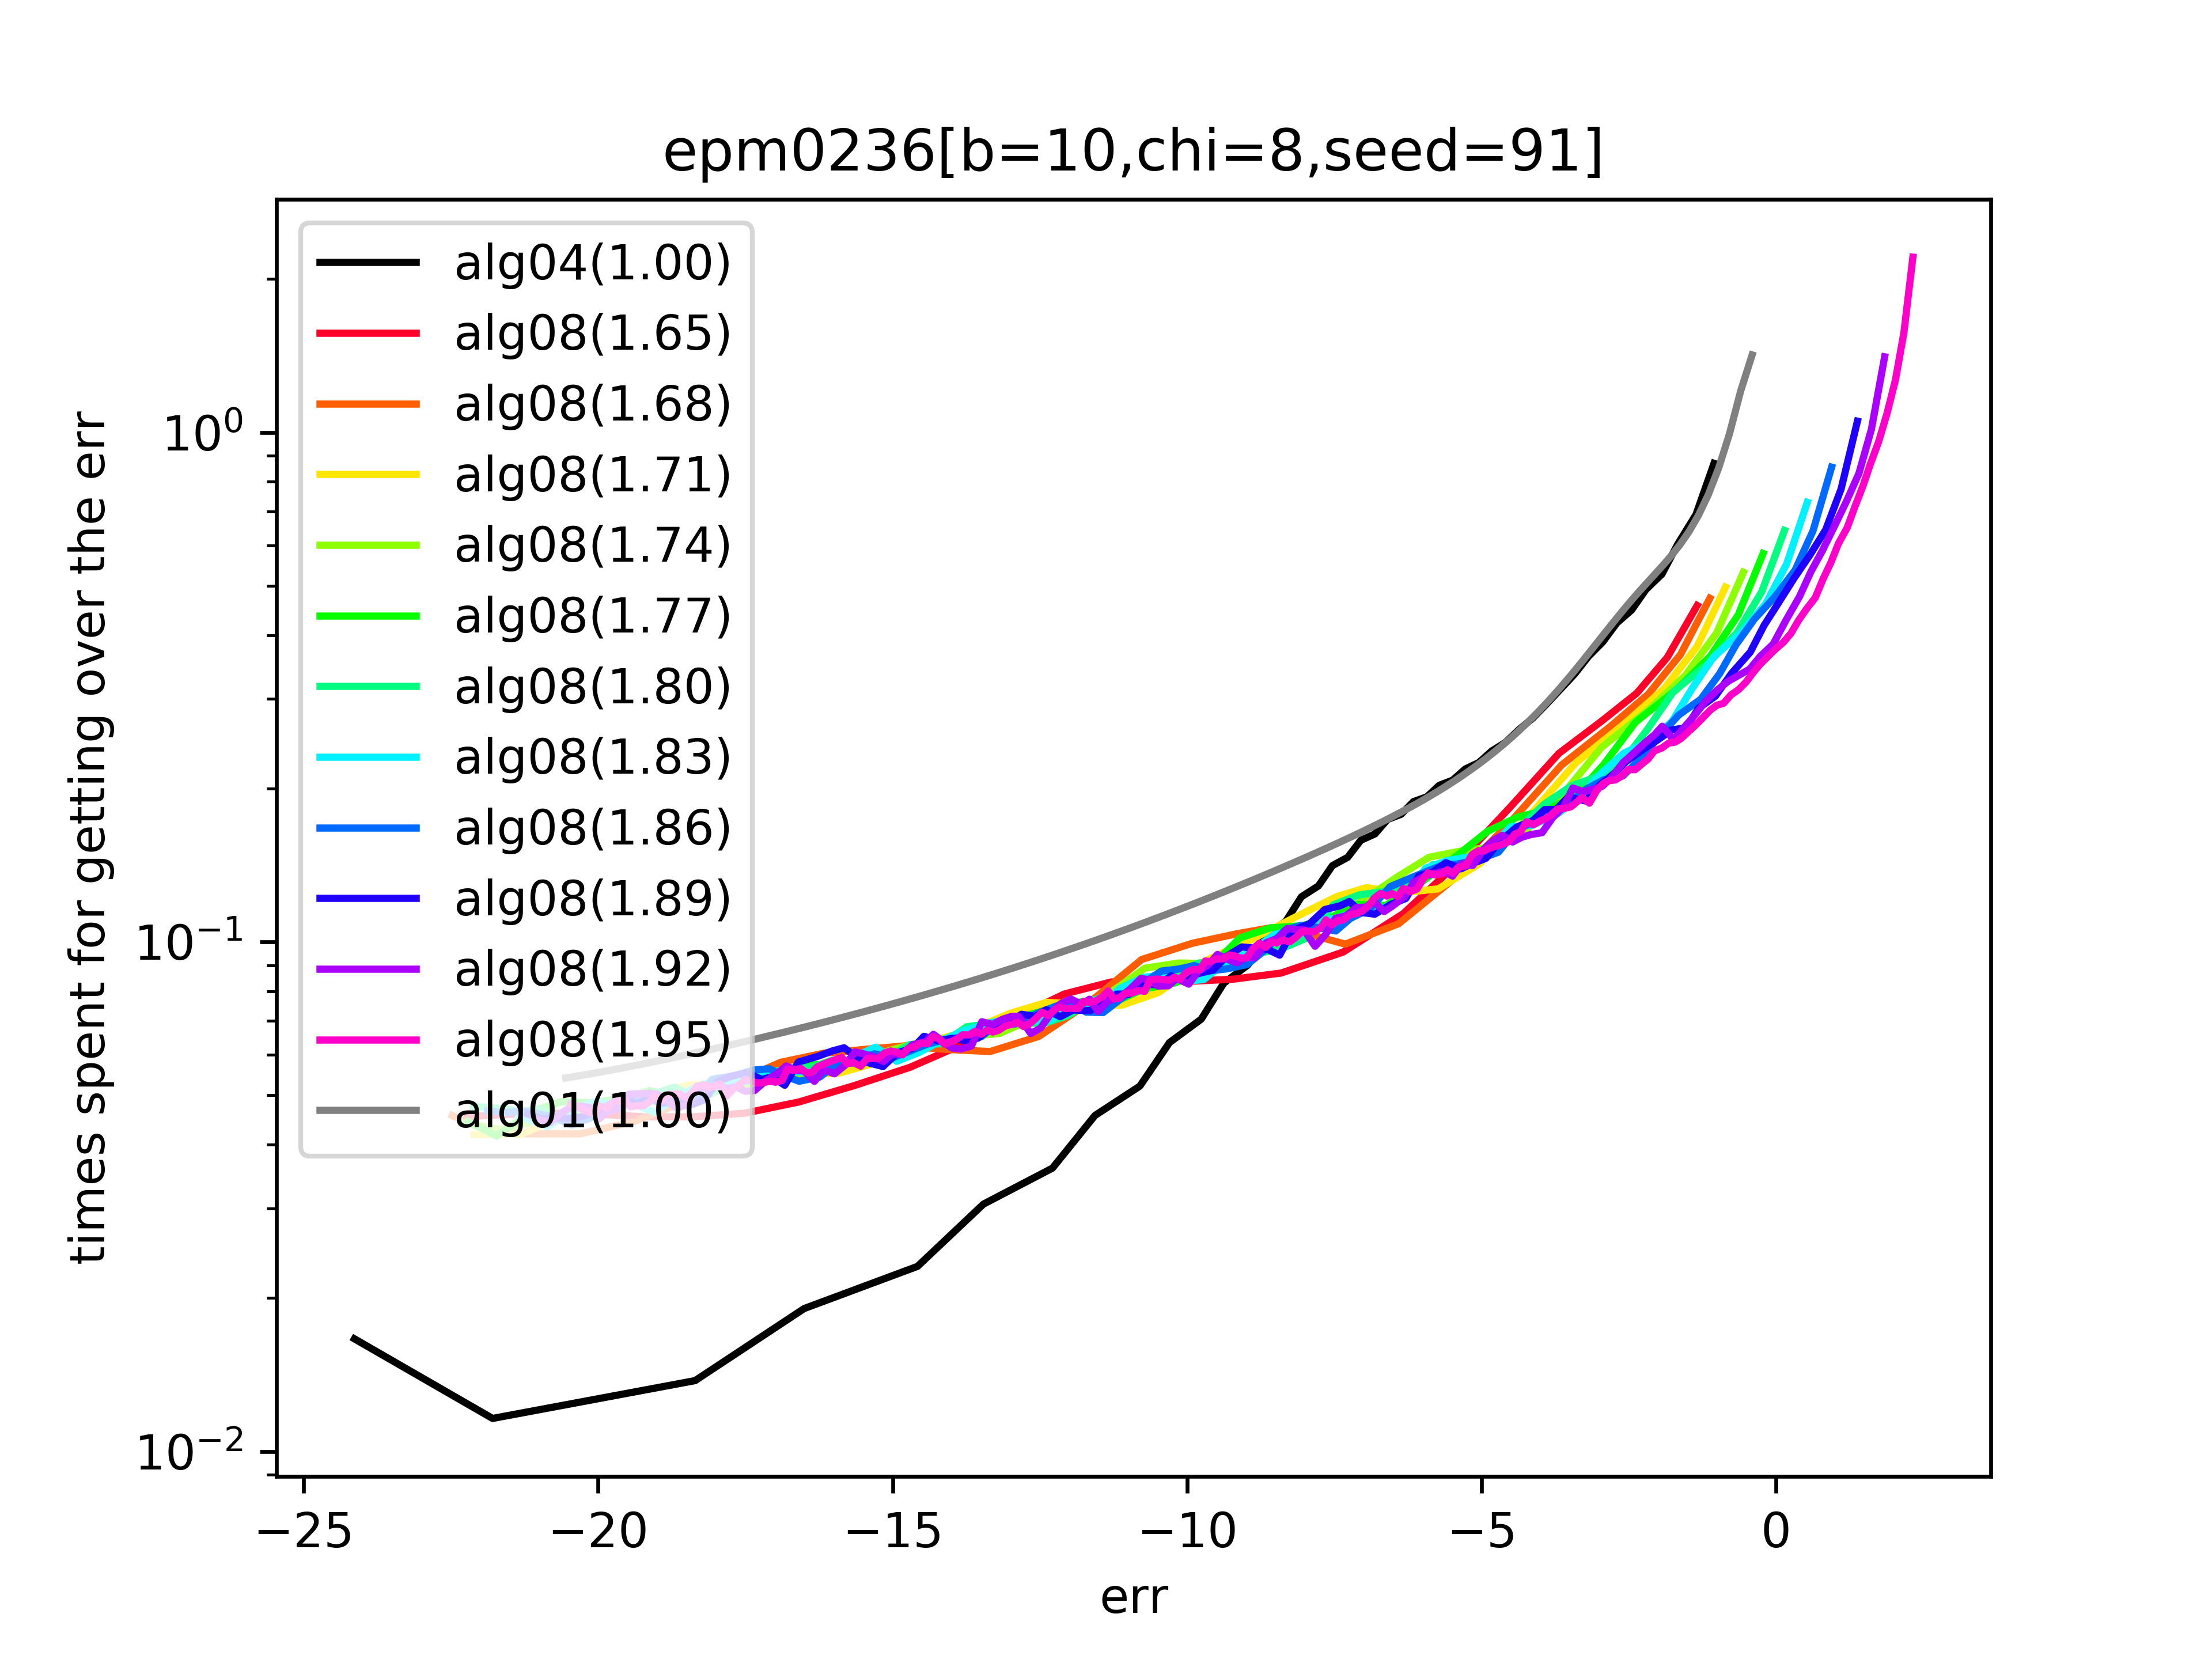 epm0236[b=10,chi=8,seed=91]
alg04(1.00)
alg08(1.65)
alg08(1.68)
alg08(1.71)
alg08(1.74)
alg08(1.77)
alg08(1.80)
alg08(1.83)
alg08(1.86)
alg08(1.89)
alg08(1.92)
alg08(1.95)
alg01(1.00)
times spent for getting over the err
10⁰
10⁻¹
10⁻²
−25 −20 −15 −10 −5 0
err